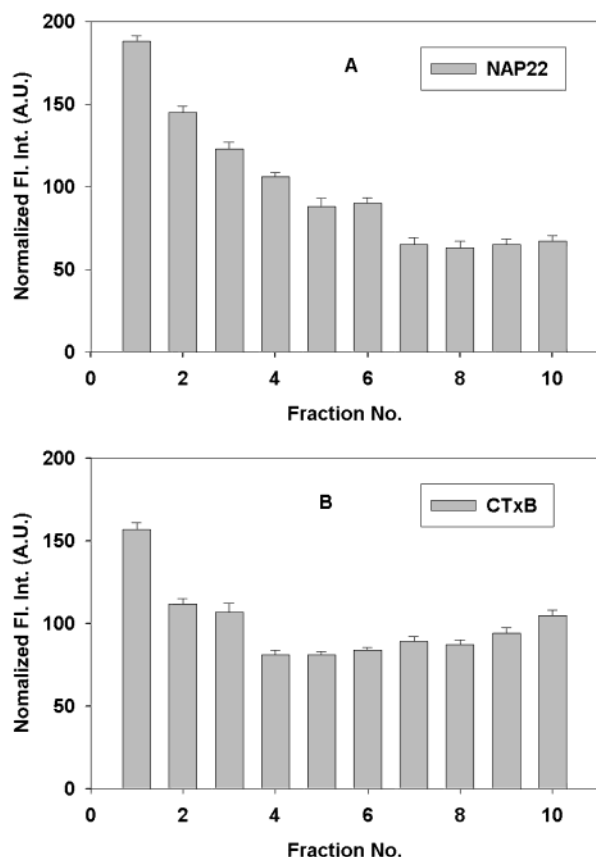 200
150
100
50
0
Normalized Fl. Int. (A.U.)
A
NAP22
0 2 4 6 8 10
Fraction No.
200
150
100
50
0
Nomalized Fl. Int. (A.U.)
B
CTxB
0 2 4 6 8 10
Fraction No.